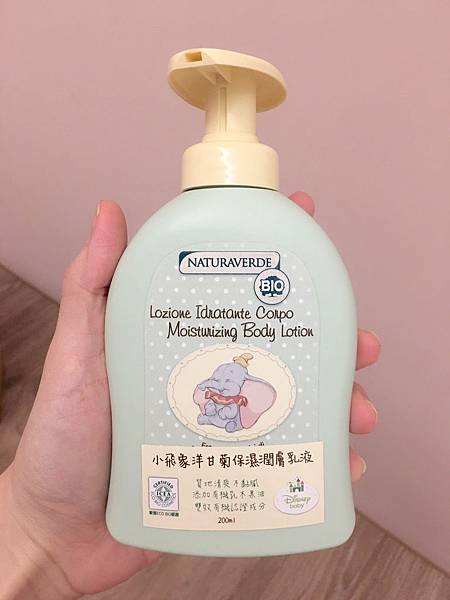 NATURAVERDE
BIO
Lozione Idratante Corpo
Moisturizing Body Lotion
小飛象洋甘菊保濕潤膚乳液
質地清爽不黏膩
添加有機乳木果油
雙效有機認證成分
200ml
CERTIFIED
ICEA
Disney
baby